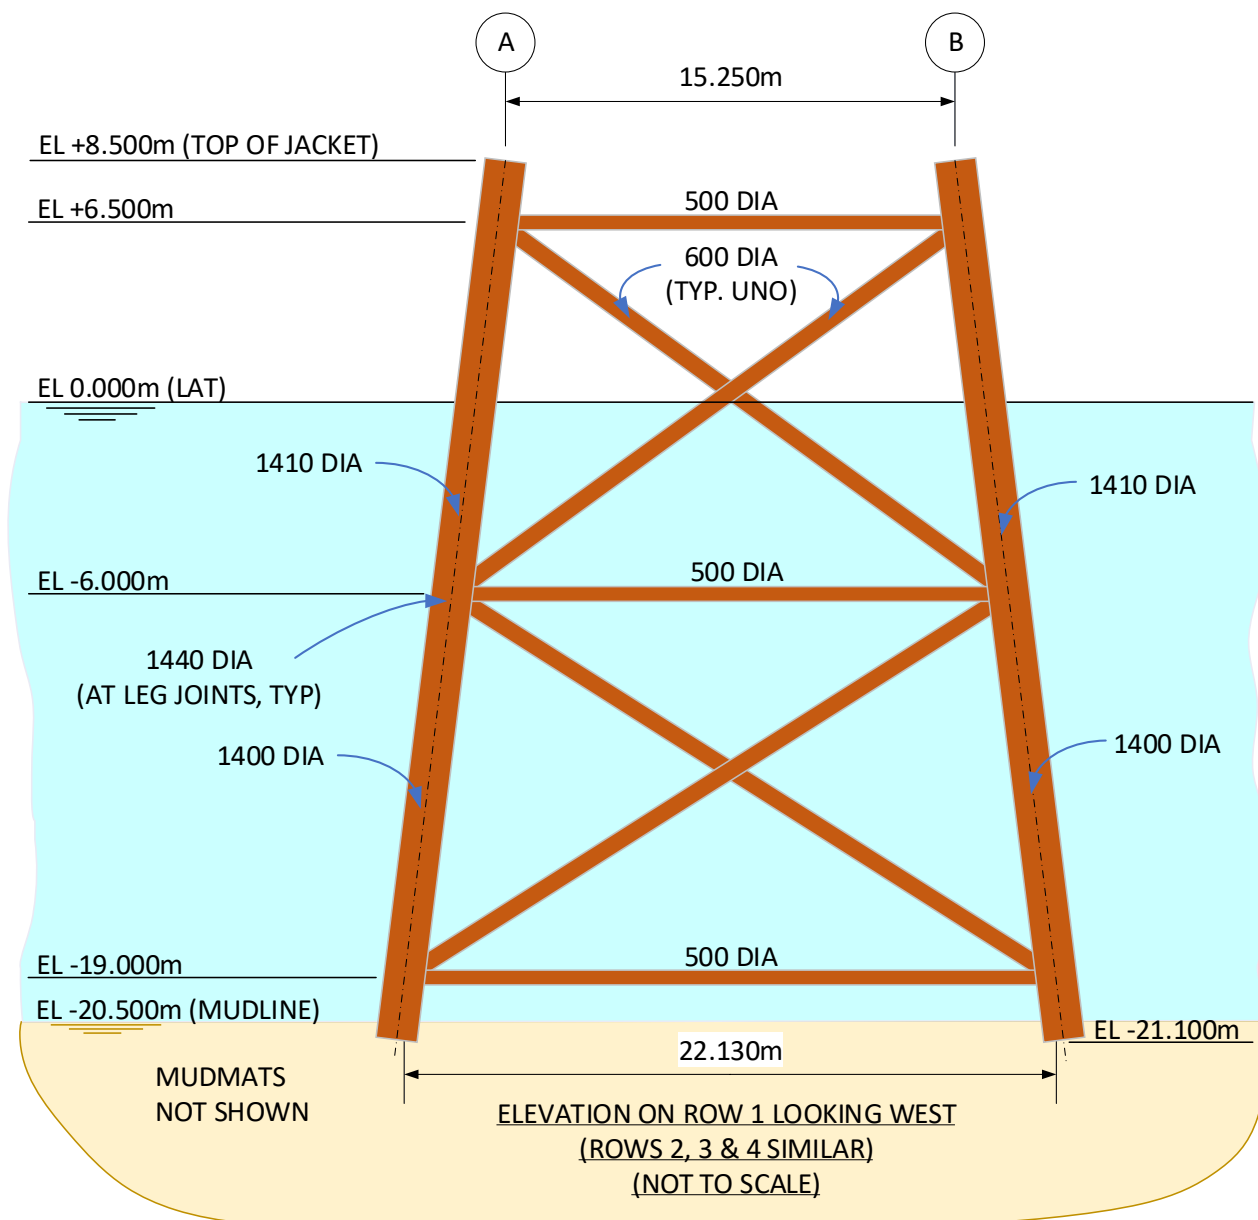 A
B
15.250m
EL +8.500m (TOP OF JACKET)
EL +6.500m
500 DIA
600 DIA
(TYP. UNO)
EL 0.000m (LAT)
1410 DIA
1410 DIA
EL -6.000m
500 DIA
1440 DIA
(AT LEG JOINTS, TYP)
1400 DIA
1400 DIA
EL -19.000m
500 DIA
EL -20.500m (MUDLINE)
EL -21.100m
22.130m
MUDMATS
NOT SHOWN
ELEVATION ON ROW 1 LOOKING WEST
(ROWS 2, 3 & 4 SIMILAR)
(NOT TO SCALE)